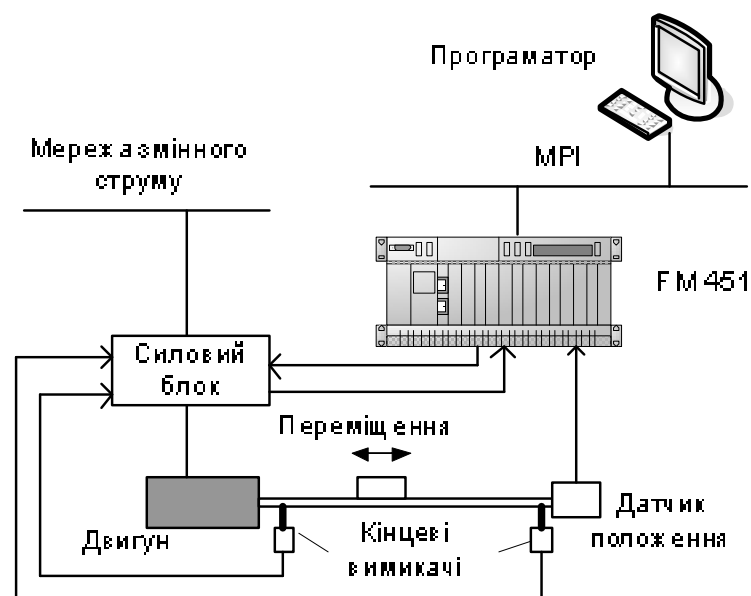 Програматор
Мережа змінного
струму
MPI
FM 451
Силовий
блок
Переміщення
Двигун
Кінцеві
вимикачі
Датчик
положення